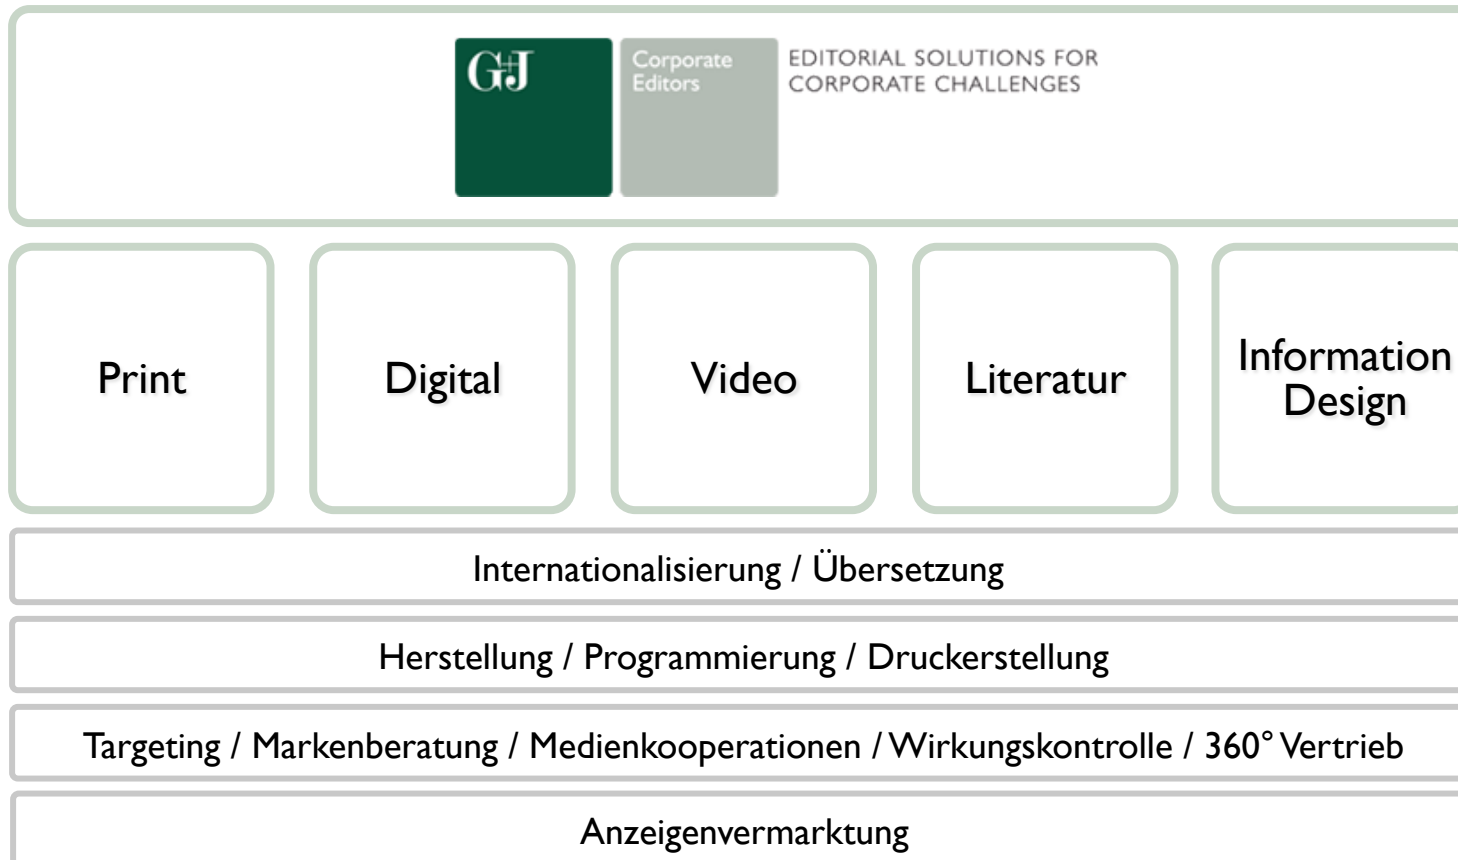 G+J
Corporate
Editors
EDITORIAL SOLUTIONS FOR
CORPORATE CHALLENGES
Print
Digital
Video
Literatur
Information
Design
Internationalisierung / Übersetzung
Herstellung / Programmierung / Druckerstellung
Targeting / Markenberatung / Medienkooperationen / Wirkungskontrolle / 360° Vertrieb
Anzeigenvermarktung